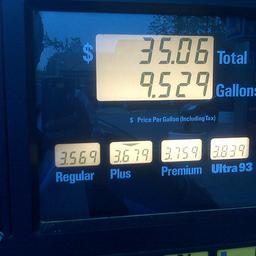 $ 35.06 Total
9.529 Gallons
$ Price Per Gallon (Including Tax)
3.569 3.679 3.759 3.839
Regular Plus Premium Ultra 93